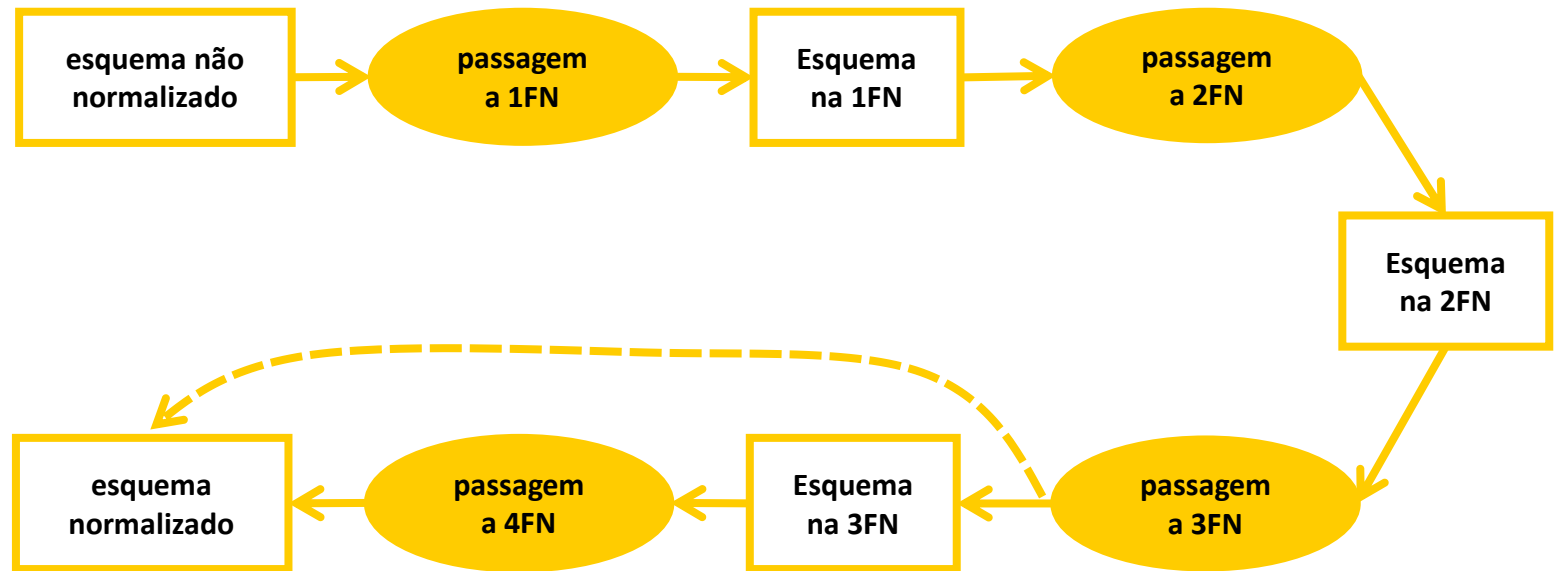 esquema não
normalizado
passagem
a 1FN
Esquema
na 1FN
passagem
a 2FN
Esquema
na 2FN
passagem
a 3FN
Esquema
na 3FN
passagem
a 4FN
esquema
normalizado